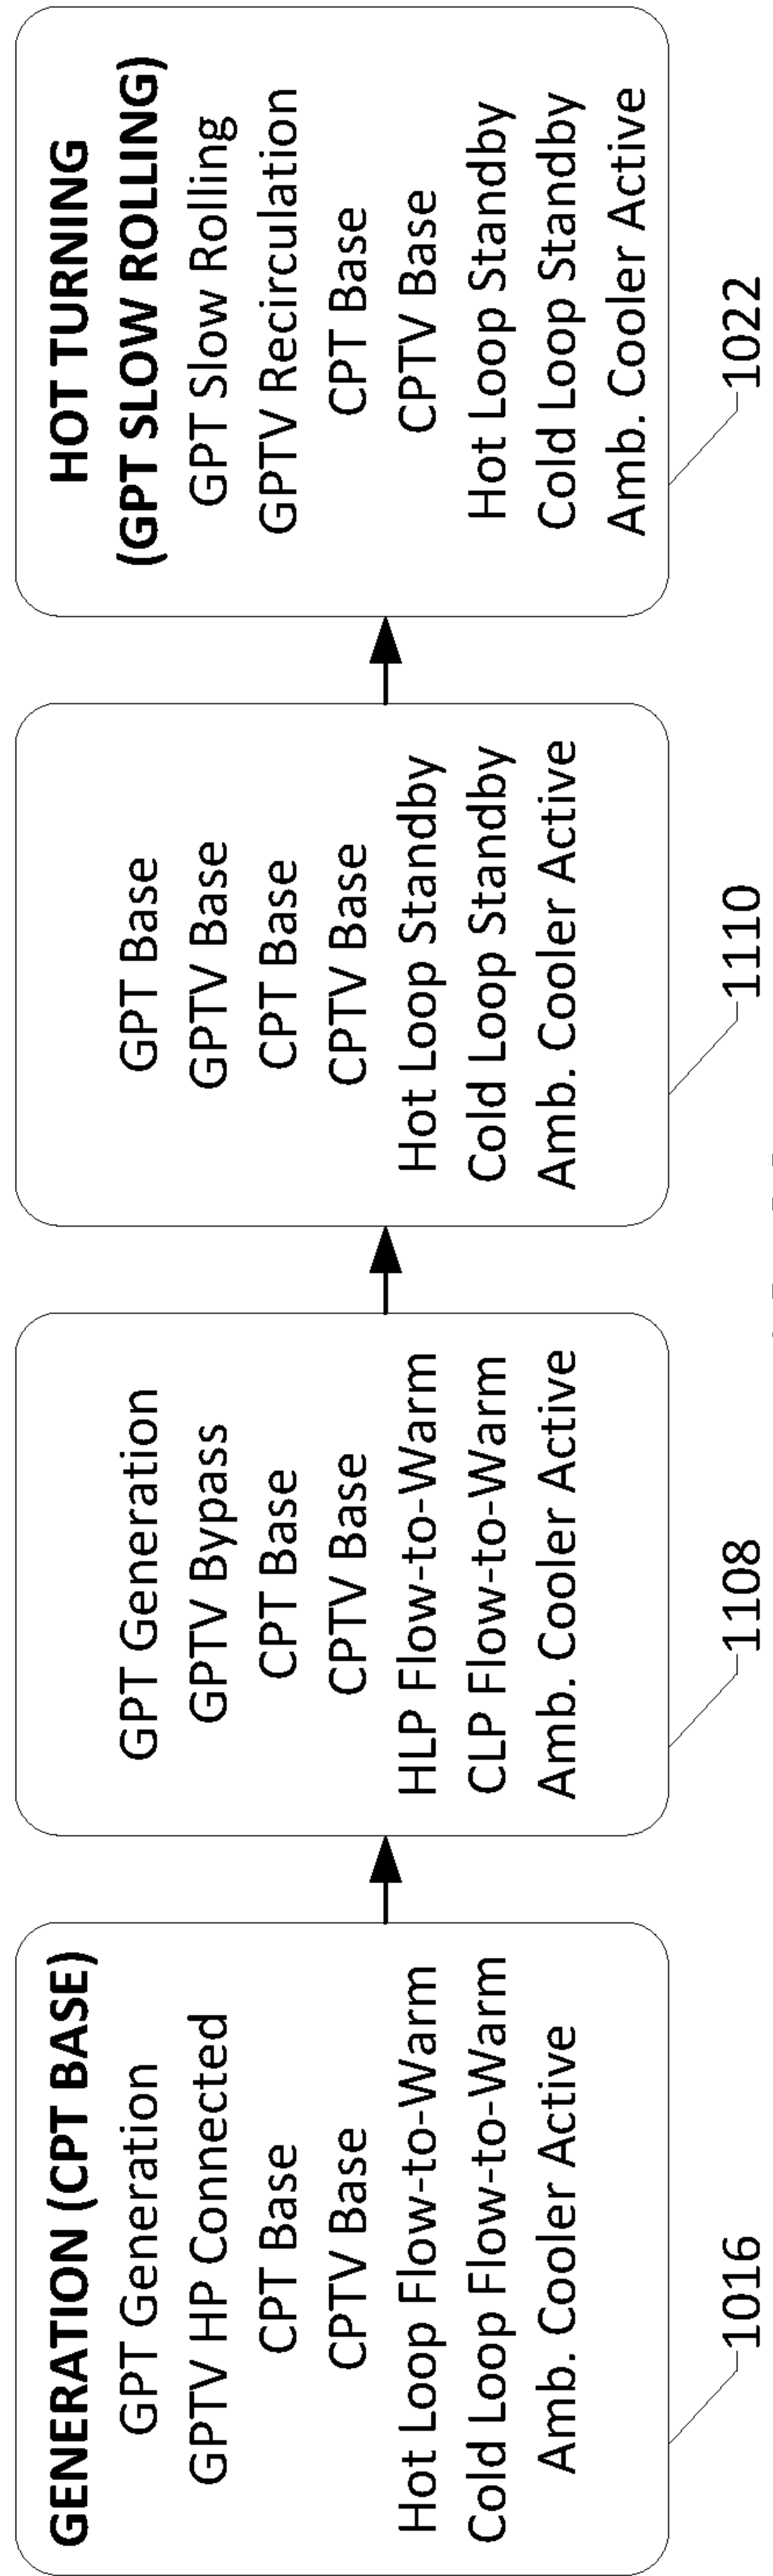 GENERATION (CPT BASE)
GPT Generation
GPTV HP Connected
CPT Base
CPTV Base
Hot Loop Flow-to-Warm
Cold Loop Flow-to-Warm
Amb. Cooler Active
1016
GPT Generation
GPTV Bypass
CPT Base
CPTV Base
HLP Flow-to-Warm
CLP Flow-to-Warm
Amb. Cooler Active
1108
GPT Base
GPTV Base
CPT Base
CPTV Base
Hot Loop Standby
Cold Loop Standby
Amb. Cooler Active
1110
HOT TURNING
(GPT SLOW ROLLING)
GPT Slow Rolling
GPTV Recirculation
CPT Base
CPTV Base
Hot Loop Standby
Cold Loop Standby
Amb. Cooler Active
1022